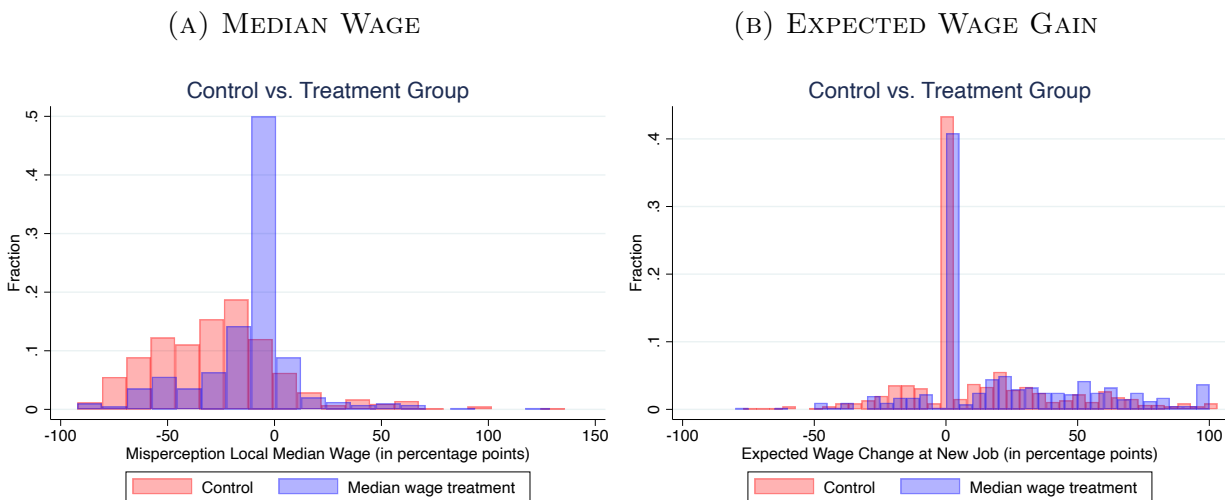 (A) MEDIAN WAGE
Control vs. Treatment Group
Fraction
.5
.4
.3
.2
.1
0
-100 -50 0 50 100 150
Misperception Local Median Wage (in percentage points)
Control Median wage treatment
(B) EXPECTED WAGE GAIN
Control vs. Treatment Group
Fraction
.4
.3
.2
.1
0
-100 -50 0 50 100
Expected Wage Change at New Job (in percentage points)
Control Median wage treatment